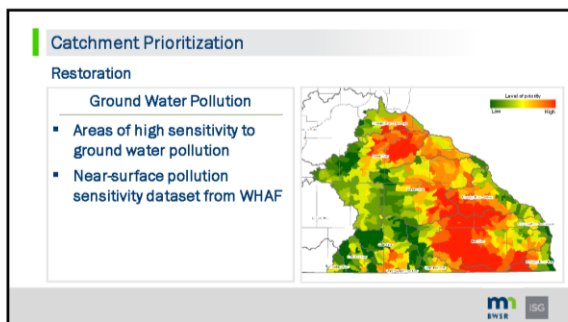 Catchment Prioritization
Restoration
Ground Water Pollution
▪ Areas of high sensitivity to
ground water pollution
▪ Near-surface pollution
sensitivity dataset from WHAF
Level of priority
Low High
mn
BWSR
ISG